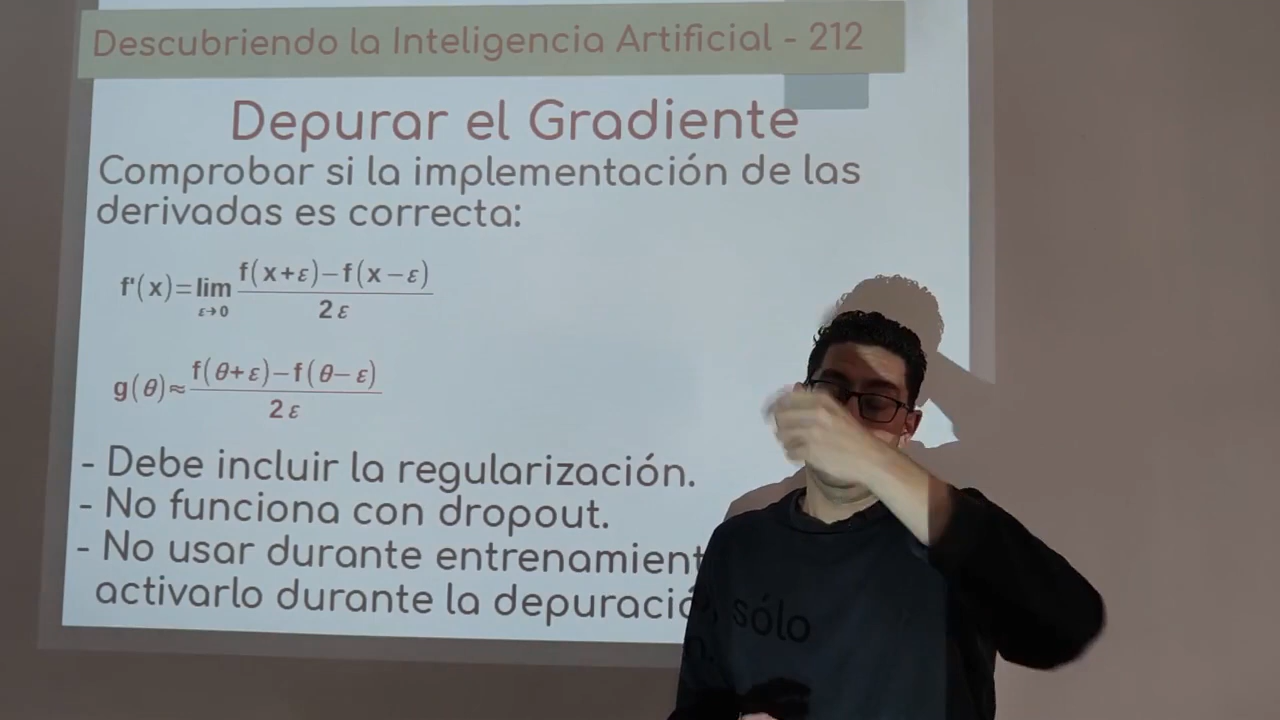 Descubriendo la Inteligencia Artificial - 212
Depurar el Gradiente
Comprobar si la implementación de las
derivadas es correcta:
f'(x)=lim ε→0 f(x+ε)−f(x−ε) / 2ε
g(θ)≈ f(θ+ε)−f(θ−ε) / 2ε
- Debe incluir la regularización.
- No funciona con dropout.
- No usar durante sólo
activarlo durante la